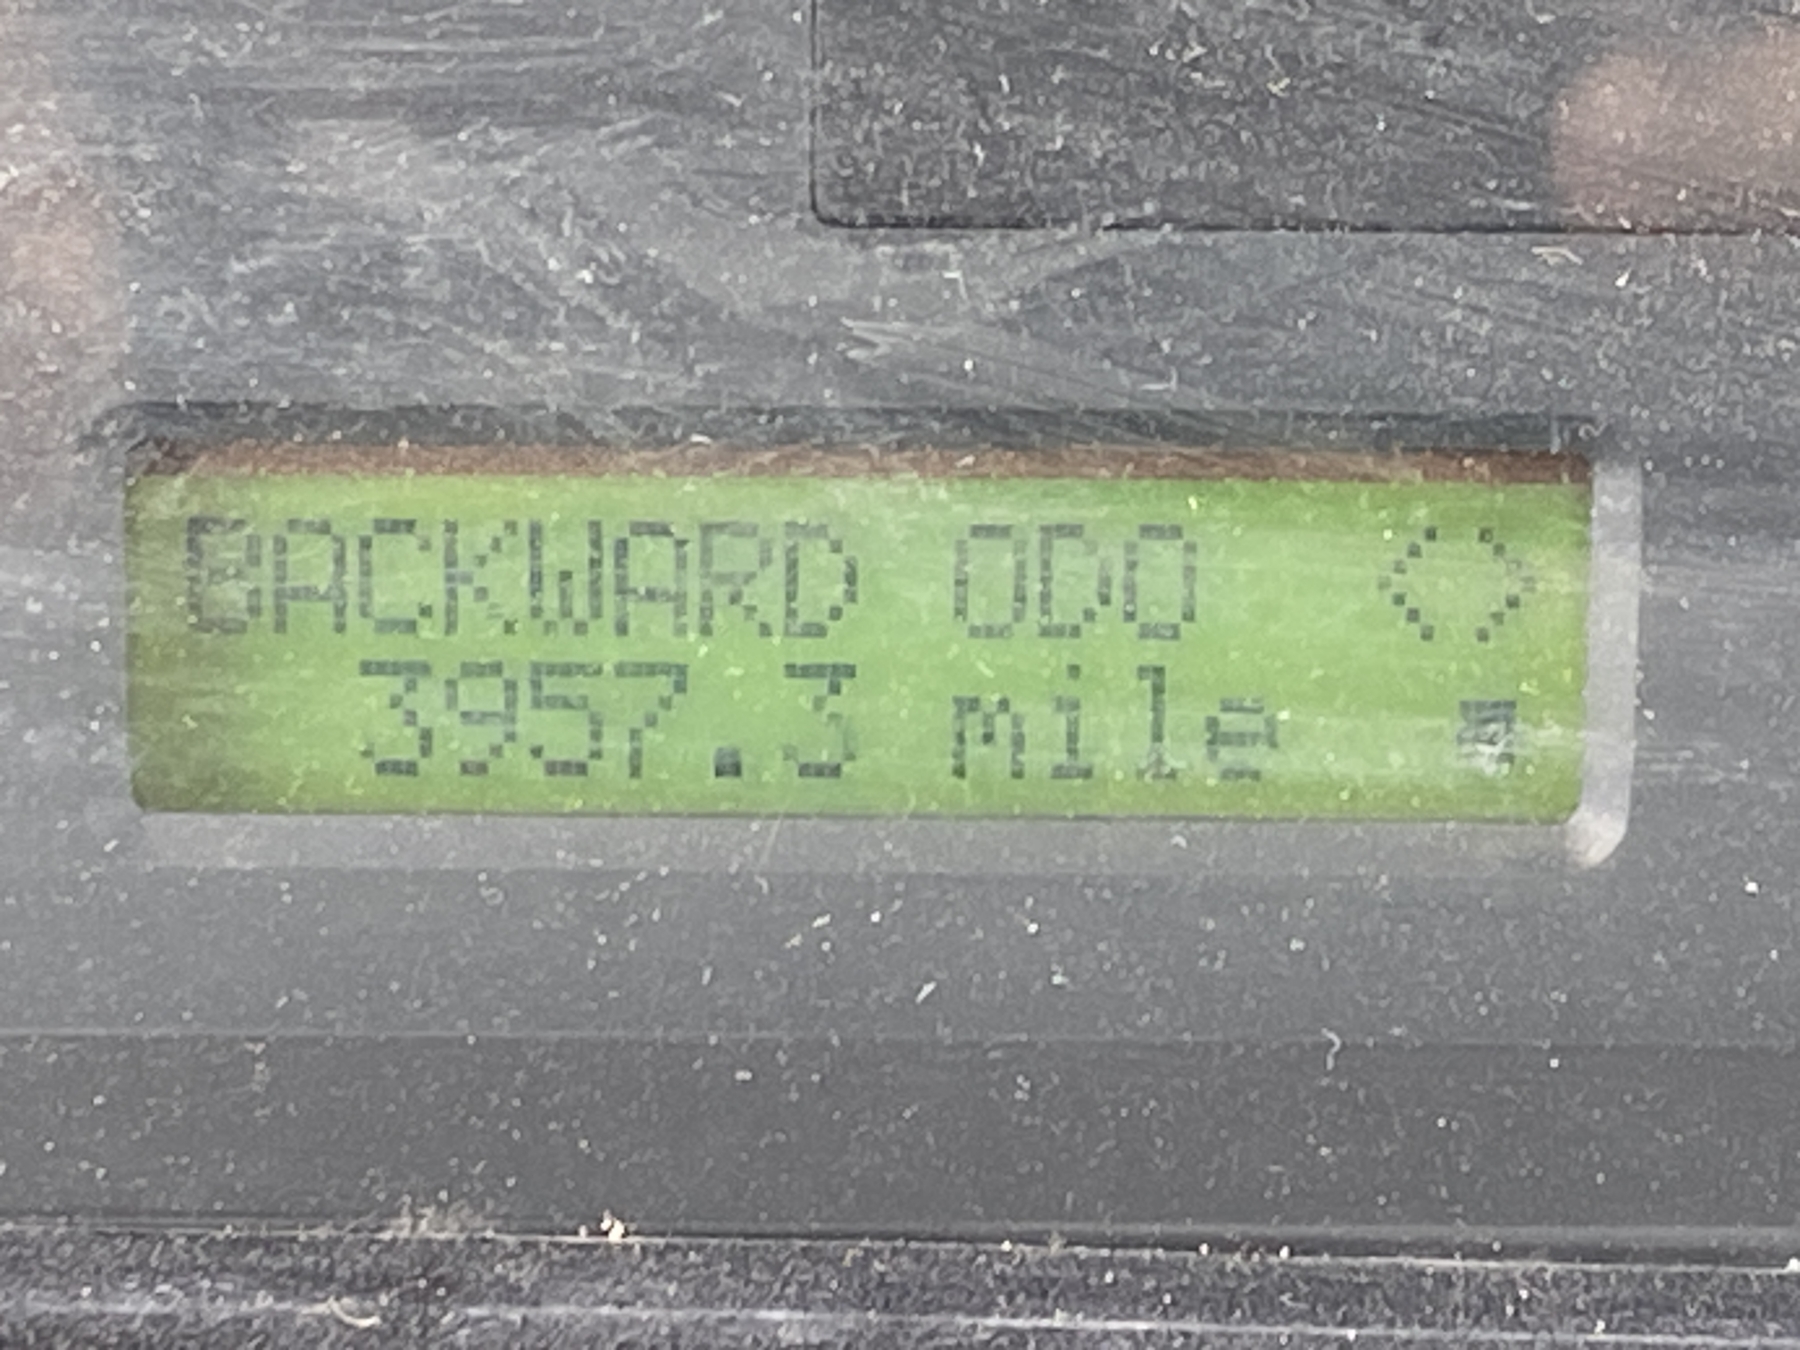 BACKWARD ODO <>
3957.3 mile